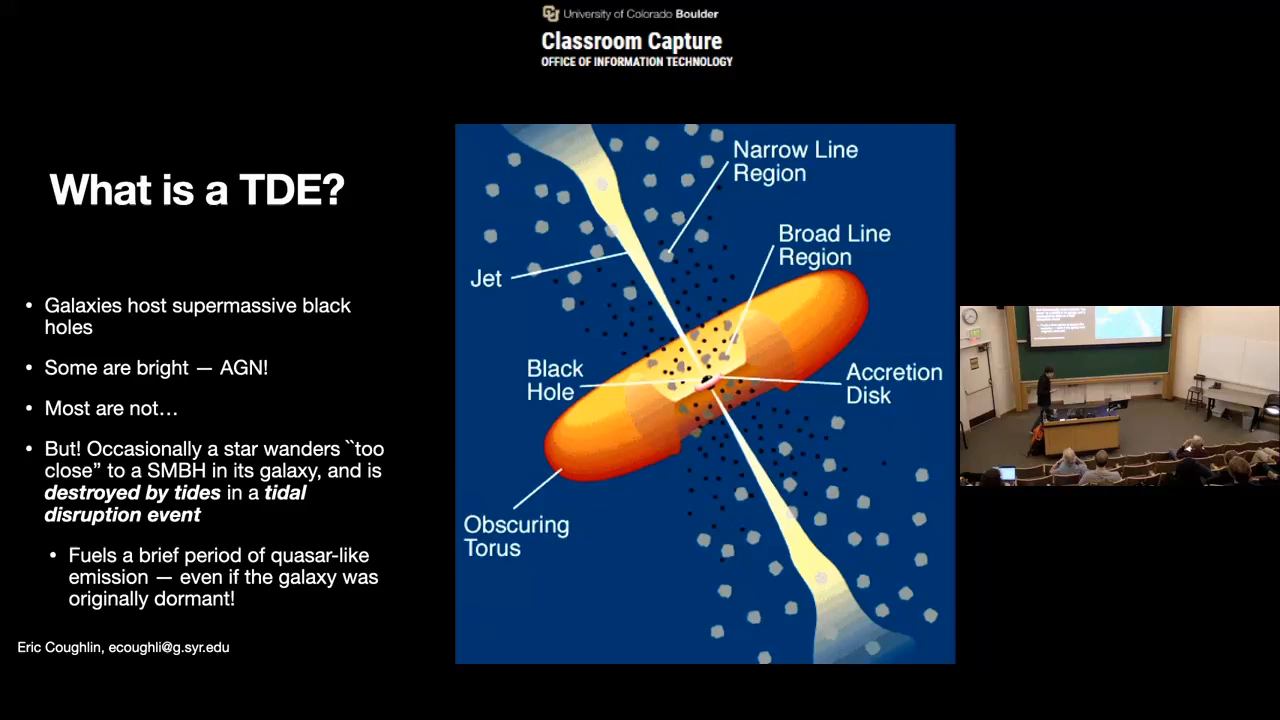 University of Colorado Boulder
Classroom Capture
OFFICE OF INFORMATION TECHNOLOGY
What is a TDE?
• Galaxies host supermassive black
holes
• Some are bright — AGN!
• Most are not…
• But! Occasionally a star wanders ``too
close” to a SMBH in its galaxy, and is
destroyed by tides in a tidal
disruption event
• Fuels a brief period of quasar-like
emission — even if the galaxy was
originally dormant!
Eric Coughlin, ecoughli@g.syr.edu
Narrow Line
Region
Broad Line
Region
Jet
Black
Hole
Accretion
Disk
Obscuring
Torus